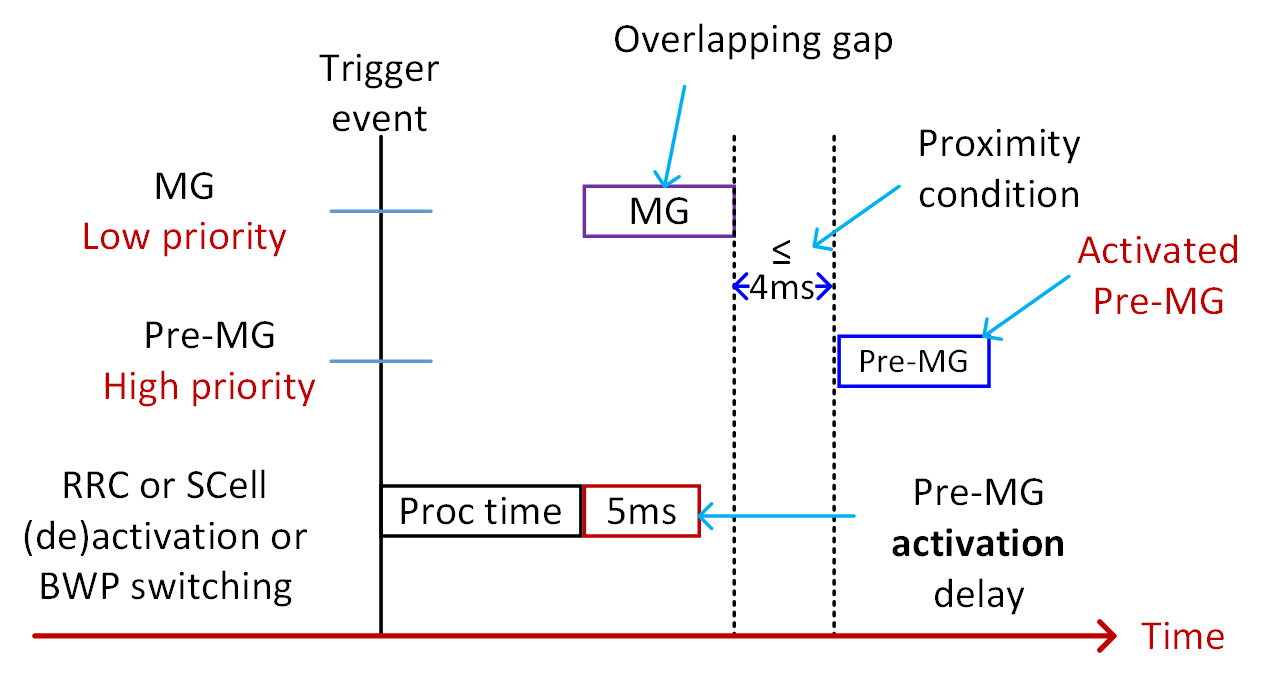 Overlapping gap
Trigger
event
Proximity
condition
MG
Low priority
MG
≤
4ms
Activated
Pre-MG
Pre-MG
High priority
Pre-MG
RRC or SCell
(de)activation or
BWP switching
Proc time
5ms
Pre-MG
activation
delay
Time